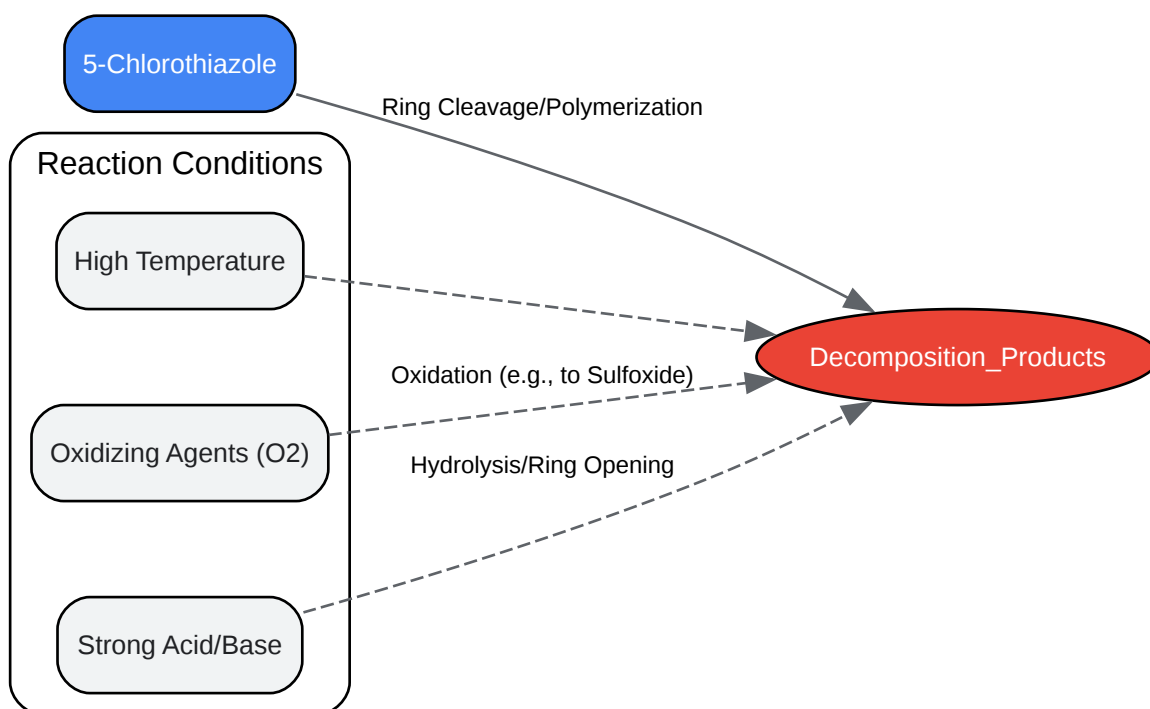 5-Chlorothiazole
Ring Cleavage/Polymerization
Reaction Conditions
High Temperature
Decomposition_Products
Oxidation (e.g., to Sulfoxide)
Oxidizing Agents (O2)
Hydrolysis/Ring Opening
Strong Acid/Base